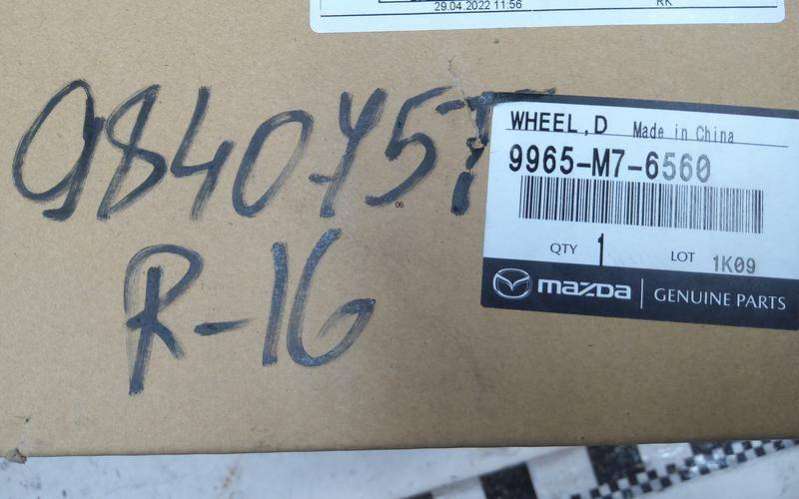 29.04.2022 11:56
RK
984075
R-16
WHEEL,D Made in China
9965-M7-6560
QTY 1 LOT 1K09
mazda GENUINE PARTS